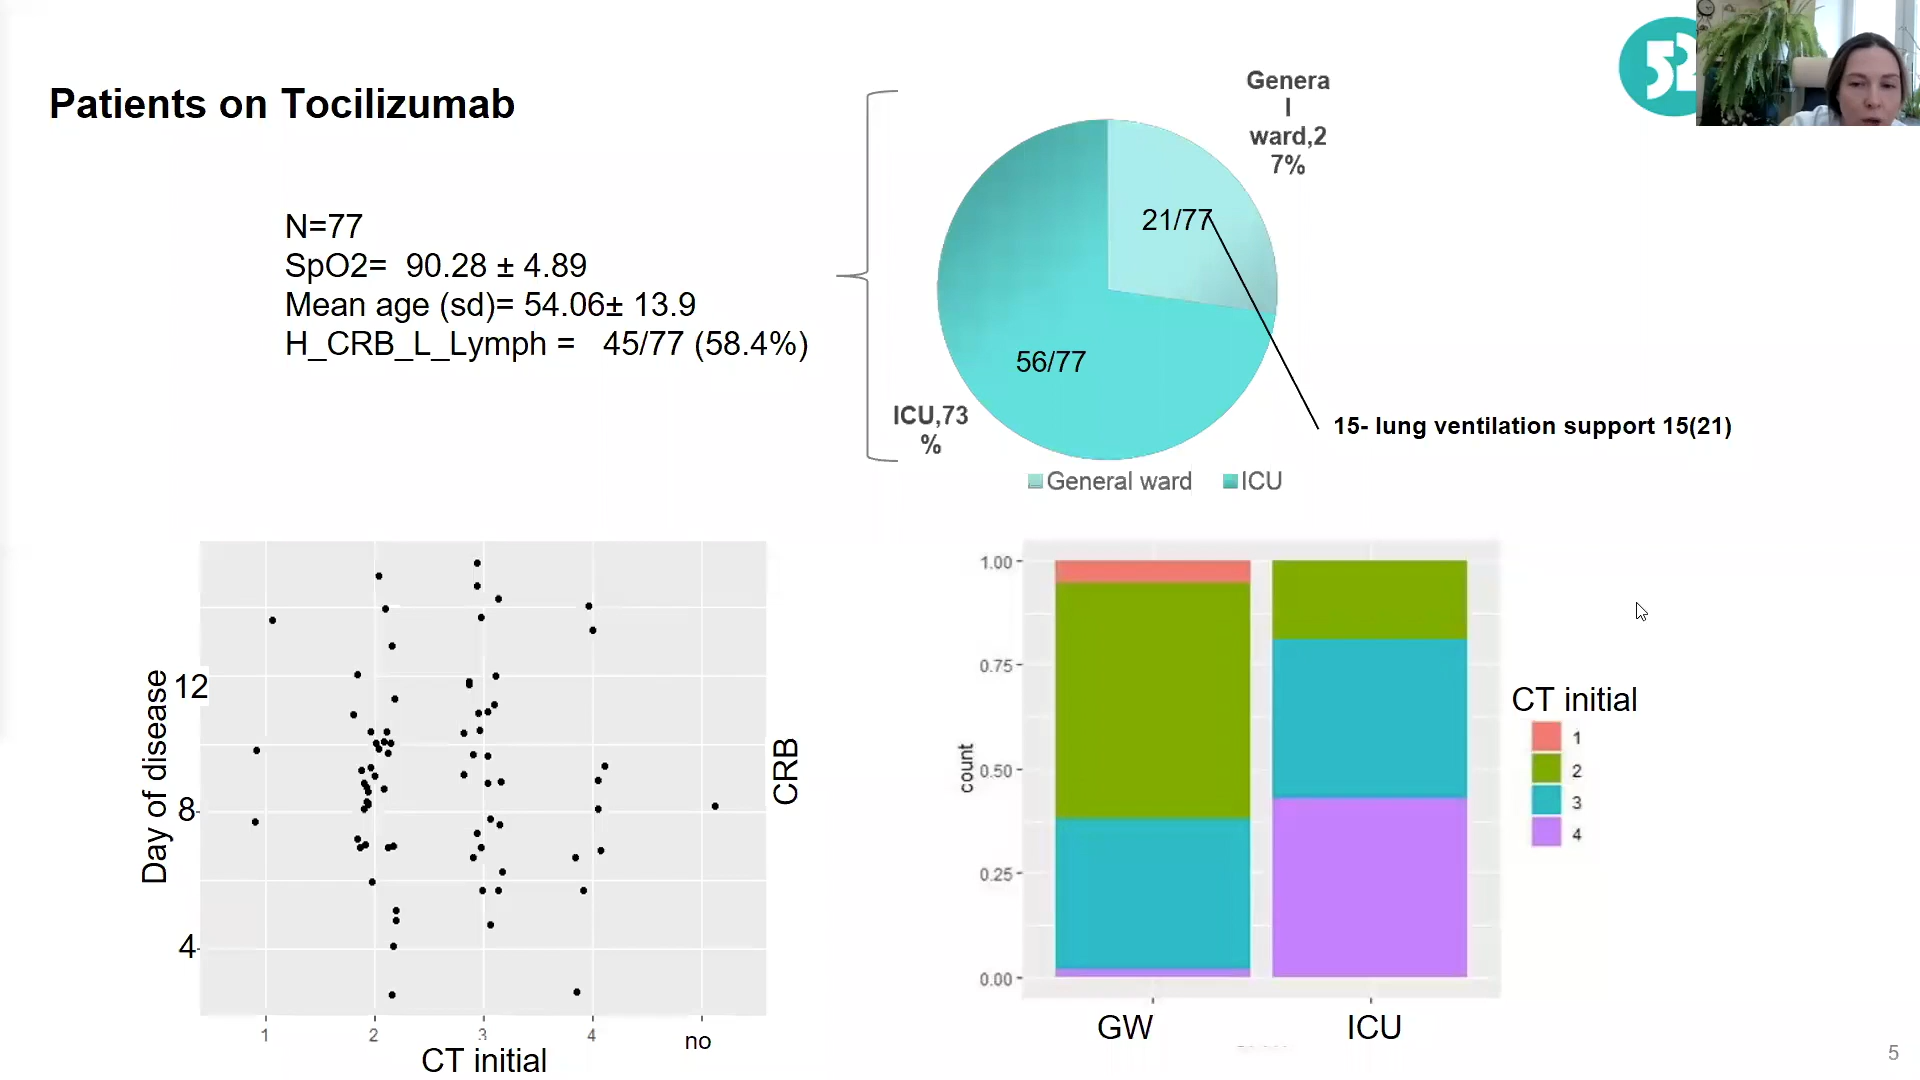 52
Patients on Tocilizumab
N=77
SpO2= 90.28 ± 4.89
Mean age (sd)= 54.06± 13.9
H_CRB_L_Lymph = 45/77 (58.4%)
Genera
l
ward,2
7%
21/77
56/77
ICU,73
%
15- lung ventilation support 15(21)
General ward
ICU
Day of disease
12
8
4
1
2
3
4
no
CT initial
CRB
count
1.00
0.75
0.50
0.25
0.00
GW
ICU
CT initial
1
2
3
4
5